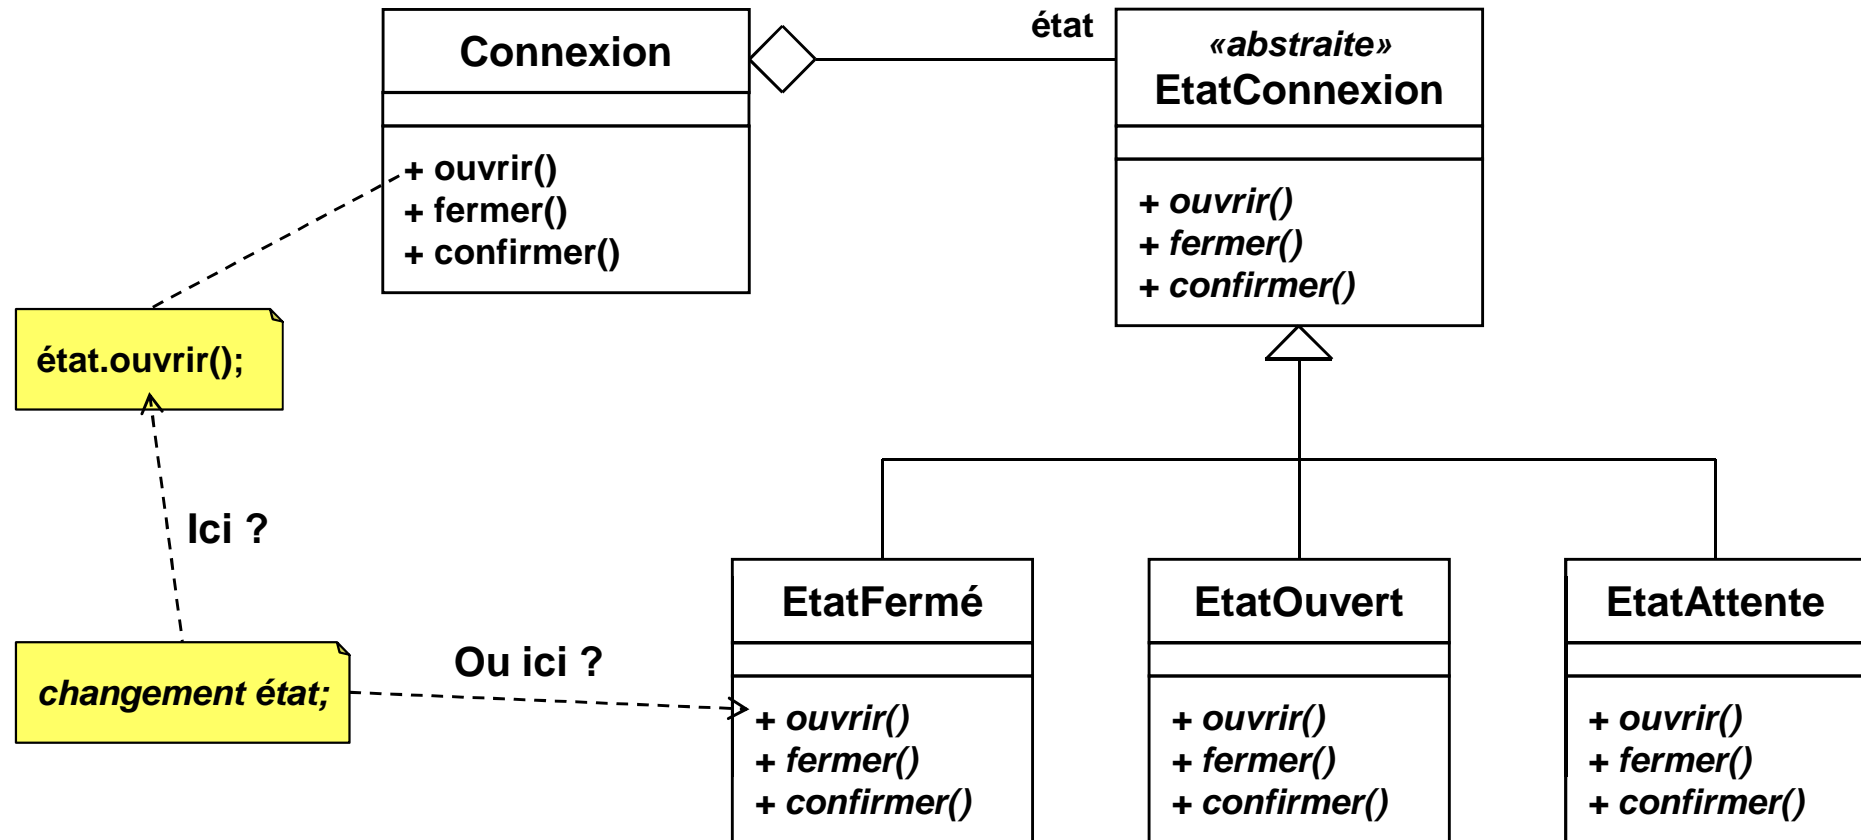 Connexion
+ ouvrir()
+ fermer()
+ confirmer()
état
«abstraite»
EtatConnexion
+ ouvrir()
+ fermer()
+ confirmer()
état.ouvrir();
Ici ?
changement état;
Ou ici ?
EtatFermé
+ ouvrir()
+ fermer()
+ confirmer()
EtatOuvert
+ ouvrir()
+ fermer()
+ confirmer()
EtatAttente
+ ouvrir()
+ fermer()
+ confirmer()